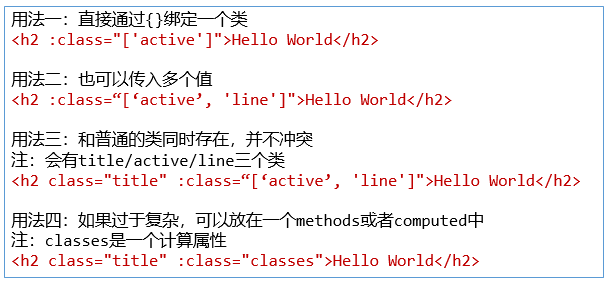 用法一：直接通过{}绑定一个类
<h2 :class="['active']">Hello World</h2>
用法二：也可以传入多个值
<h2 :class=“[‘active’, 'line']">Hello World</h2>
用法三：和普通的类同时存在，并不冲突
注：会有title/active/line三个类
<h2 class="title" :class=“[‘active’, 'line']">Hello World</h2>
用法四：如果过于复杂，可以放在一个methods或者computed中
注：classes是一个计算属性
<h2 class="title" :class="classes">Hello World</h2>